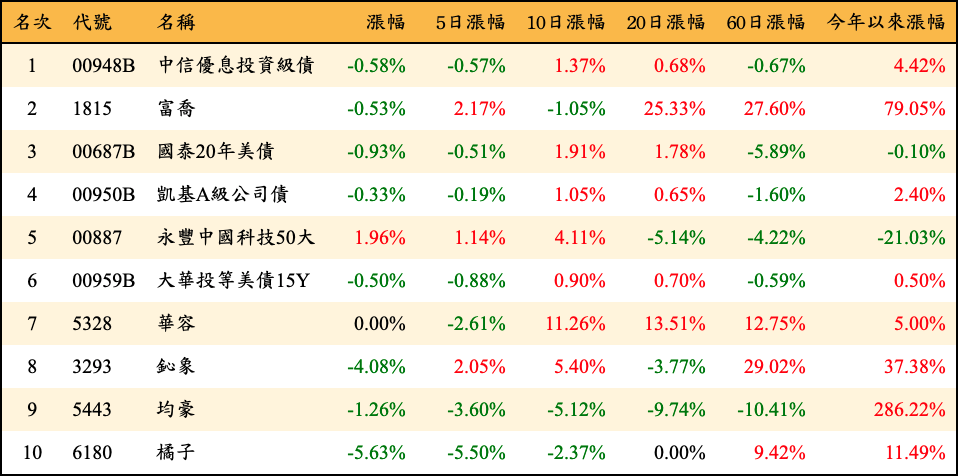 名次 代號 名稱 漲幅 5日漲幅 10日漲幅 20日漲幅 60日漲幅 今年以來漲幅
1 00948B 中信優息投資級債 -0.58% -0.57% 1.37% 0.68% -0.67% 4.42%
2 1815 富喬 -0.53% 2.17% -1.05% 25.33% 27.60% 79.05%
3 00687B 國泰20年美債 -0.93% -0.51% 1.91% 1.78% -5.89% -0.10%
4 00950B 凱基A級公司債 -0.33% -0.19% 1.05% 0.65% -1.60% 2.40%
5 00887 永豐中國科技50大 1.96% 1.14% 4.11% -5.14% -4.22% -21.03%
6 00959B 大華投等美債15Y -0.50% -0.88% 0.90% 0.70% -0.59% 0.50%
7 5328 華容 0.00% -2.61% 11.26% 13.51% 12.75% 5.00%
8 3293 鈊象 -4.08% 2.05% 5.40% -3.77% 29.02% 37.38%
9 5443 均豪 -1.26% -3.60% -5.12% -9.74% -10.41% 286.22%
10 6180 橘子 -5.63% -5.50% -2.37% 0.00% 9.42% 11.49%